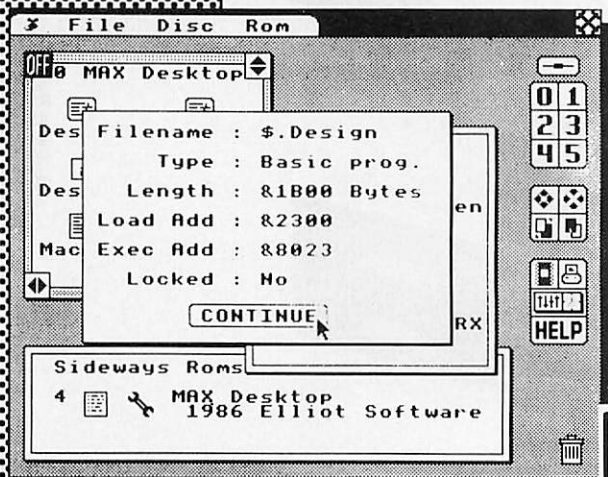 File Disc Rom
OFF 0 MAX Desktop
Des
Des
Mac
Filename : $.Design
Type : Basic prog.
Length : &1B00 Bytes
Load Add : &2300
Exec Add : &8023
Locked : No
CONTINUE
en
RX
0 1
2 3
4 5
HELP
Sideways Roms
4 MAX Desktop
1986 Elliot Software